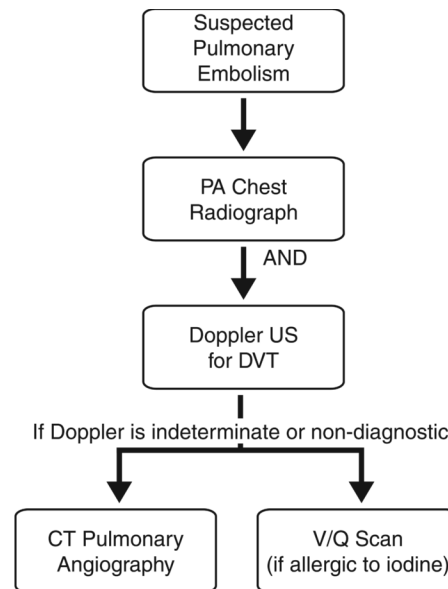 Suspected
Pulmonary
Embolism
PA Chest
Radiograph
AND
Doppler US
for DVT
If Doppler is indeterminate or non-diagnostic
CT Pulmonary
Angiography
V/Q Scan
(if allergic to iodine)